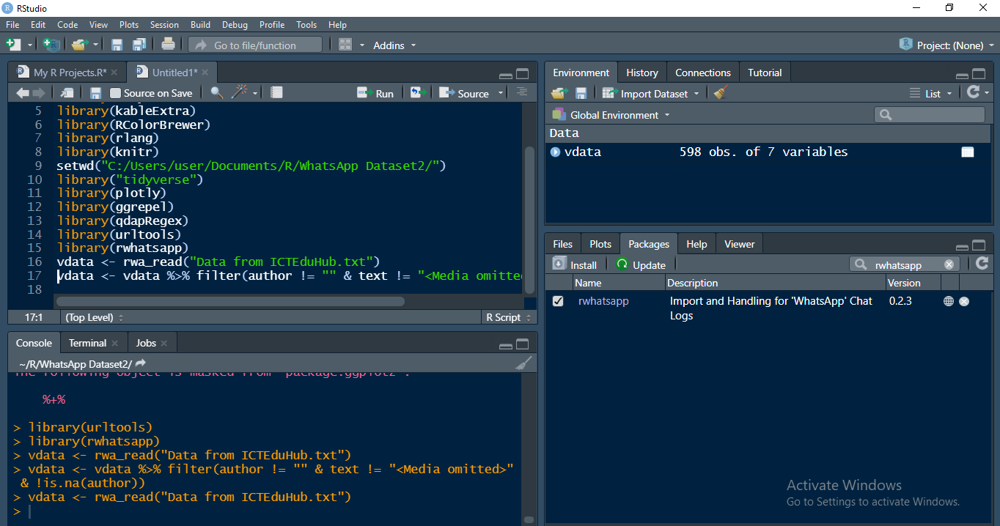 RStudio
File Edit Code View Plots Session Build Debug Profile Tools Help
Go to file/function Addins Project: (None)
My R Projects.R* Untitled1*
Source on Save Run Source
5 library(kableExtra)
6 library(RColorBrewer)
7 library(rlang)
8 library(knitr)
9 setwd("C:/Users/user/Documents/R/WhatsApp Dataset2/")
10 library("tidyverse")
11 library(plotly)
12 library(ggrepel)
13 library(qdapRegex)
14 library(urltools)
15 library(rwhatsapp)
16 vdata <- rwa_read("Data from ICTEduHub.txt")
17 vdata <- vdata %>% filter(author != "" & text != "<Media omitte
18
17:1 (Top Level) R Script
Console Terminal Jobs
~/R/WhatsApp Dataset2/
The following object is masked from 'package:ggplot2':
%+%
> library(urltools)
> library(rwhatsapp)
> vdata <- rwa_read("Data from ICTEduHub.txt")
> vdata <- vdata %>% filter(author != "" & text != "<Media omitted>"
& !is.na(author))
> vdata <- rwa_read("Data from ICTEduHub.txt")
>
Environment History Connections Tutorial
Import Dataset List
Global Environment
Data
vdata 598 obs. of 7 variables
Files Plots Packages Help Viewer
Install Update rwhatsapp
Name Description Version
rwhatsapp Import and Handling for 'WhatsApp' Chat 0.2.3
Logs
Activate Windows
Go to Settings to activate Windows.